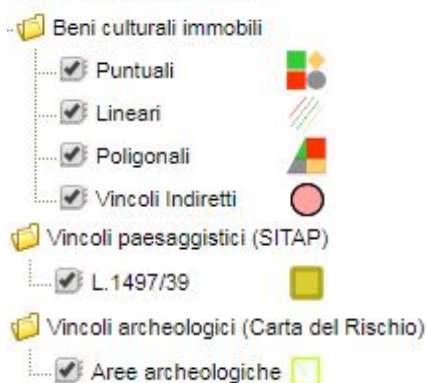 Beni culturali immobili
Puntuali
Lineari
Poligonali
Vincoli Indiretti
Vincoli paesaggistici (SITAP)
L.1497/39
Vincoli archeologici (Carta del Rischio)
Aree archeologiche